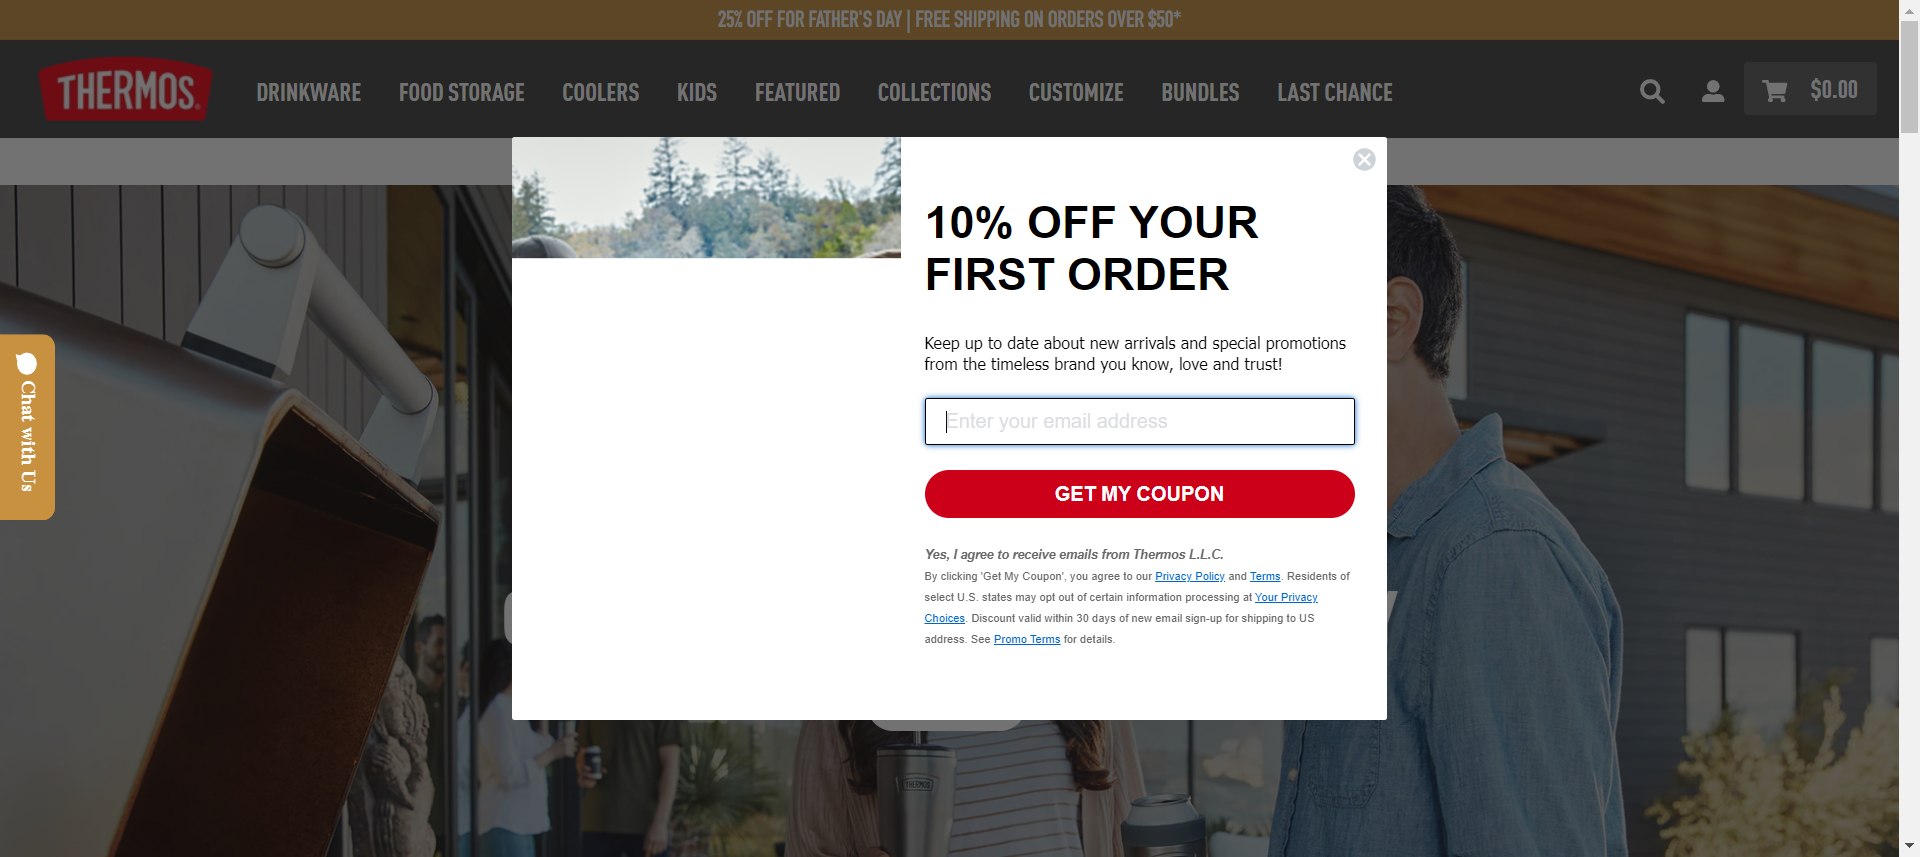 25% OFF FOR FATHER'S DAY | FREE SHIPPING ON ORDERS OVER $50*
THERMOS
DRINKWARE FOOD STORAGE COOLERS KIDS FEATURED COLLECTIONS CUSTOMIZE BUNDLES LAST CHANCE
$0.00
10% OFF YOUR
FIRST ORDER
Keep up to date about new arrivals and special promotions
from the timeless brand you know, love and trust!
Enter your email address
GET MY COUPON
Yes, I agree to receive emails from Thermos L.L.C.
By clicking 'Get My Coupon', you agree to our Privacy Policy and Terms. Residents of
select U.S. states may opt out of certain information processing at Your Privacy
Choices. Discount valid within 30 days of new email sign-up for shipping to US
address. See Promo Terms for details.
Chat with Us
THERMOS